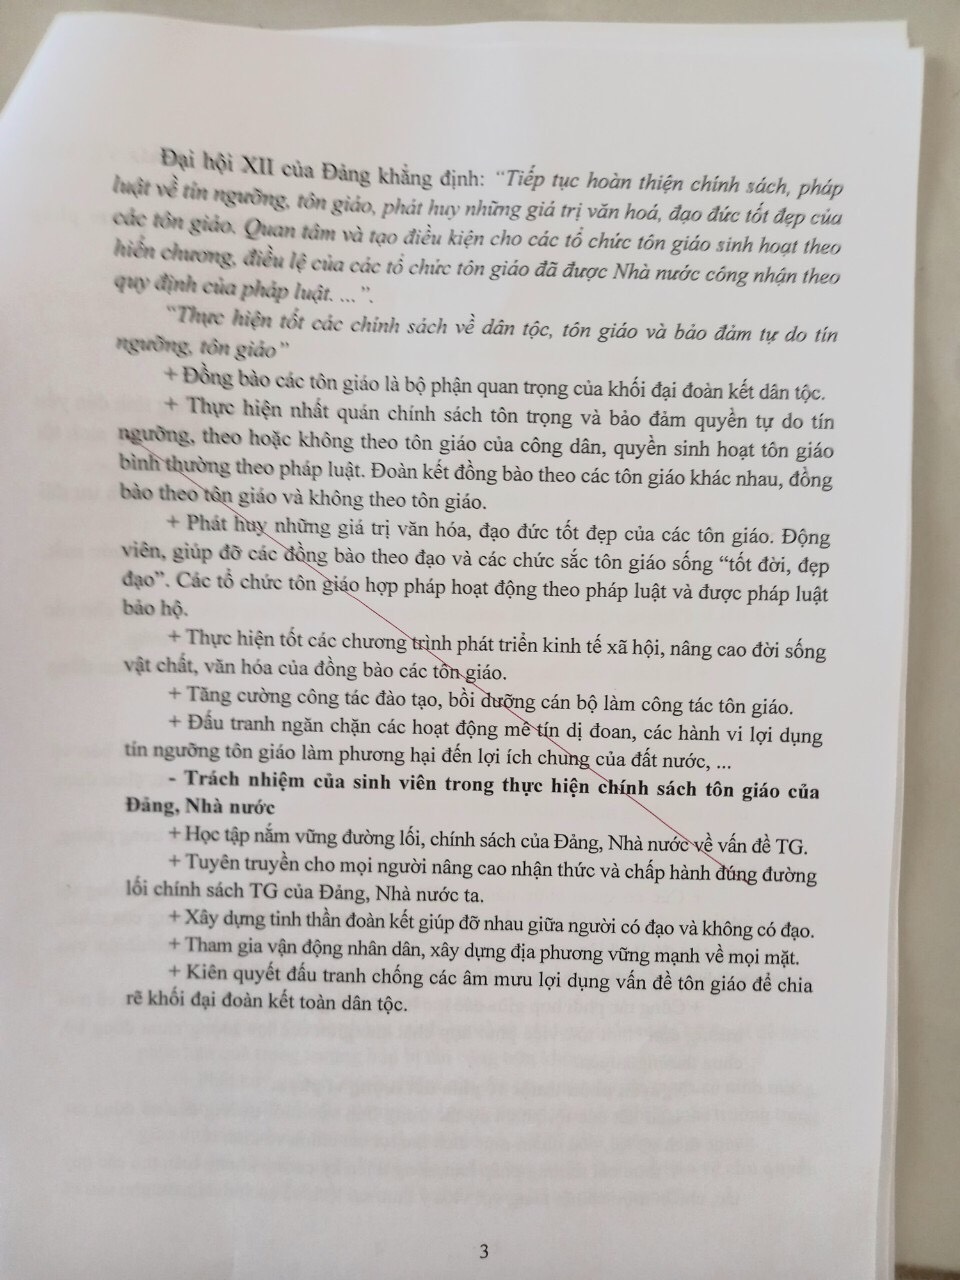 Đại hội XII của Đảng khẳng định: “Tiếp tục hoàn thiện chính sách, pháp
luật về tín ngưỡng, tôn giáo, phát huy những giá trị văn hoá, đạo đức tốt đẹp của
các tôn giáo. Quan tâm và tạo điều kiện cho các tổ chức tôn giáo sinh hoạt theo
hiến chương, điều lệ của các tổ chức tôn giáo đã được Nhà nước công nhận theo
quy định của pháp luật. ...”.
“Thực hiện tốt các chính sách về dân tộc, tôn giáo và bảo đảm tự do tín
ngưỡng, tôn giáo”
+ Đồng bào các tôn giáo là bộ phận quan trọng của khối đại đoàn kết dân tộc.
+ Thực hiện nhất quán chính sách tôn trọng và bảo đảm quyền tự do tín
ngưỡng, theo hoặc không theo tôn giáo của công dân, quyền sinh hoạt tôn giáo
bình thường theo pháp luật. Đoàn kết đồng bào theo các tôn giáo khác nhau, đồng
bào theo tôn giáo và không theo tôn giáo.
+ Phát huy những giá trị văn hóa, đạo đức tốt đẹp của các tôn giáo. Động
viên, giúp đỡ các đồng bào theo đạo và các chức sắc tôn giáo sống “tốt đời, đẹp
đạo”. Các tổ chức tôn giáo hợp pháp hoạt động theo pháp luật và được pháp luật
bảo hộ.
+ Thực hiện tốt các chương trình phát triển kinh tế xã hội, nâng cao đời sống
vật chất, văn hóa của đồng bào các tôn giáo.
+ Tăng cường công tác đào tạo, bồi dưỡng cán bộ làm công tác tôn giáo.
+ Đấu tranh ngăn chặn các hoạt động mê tín dị đoan, các hành vi lợi dụng
tín ngưỡng tôn giáo làm phương hại đến lợi ích chung của đất nước, ...
- Trách nhiệm của sinh viên trong thực hiện chính sách tôn giáo của
Đảng, Nhà nước
+ Học tập nắm vững đường lối, chính sách của Đảng, Nhà nước về vấn đề TG.
+ Tuyên truyền cho mọi người nâng cao nhận thức và chấp hành đúng đường
lối chính sách TG của Đảng, Nhà nước ta.
+ Xây dựng tinh thần đoàn kết giúp đỡ nhau giữa người có đạo và không có đạo.
+ Tham gia vận động nhân dân, xây dựng địa phương vững mạnh về mọi mặt.
+ Kiên quyết đấu tranh chống các âm mưu lợi dụng vấn đề tôn giáo để chia
rẽ khối đại đoàn kết toàn dân tộc.
3